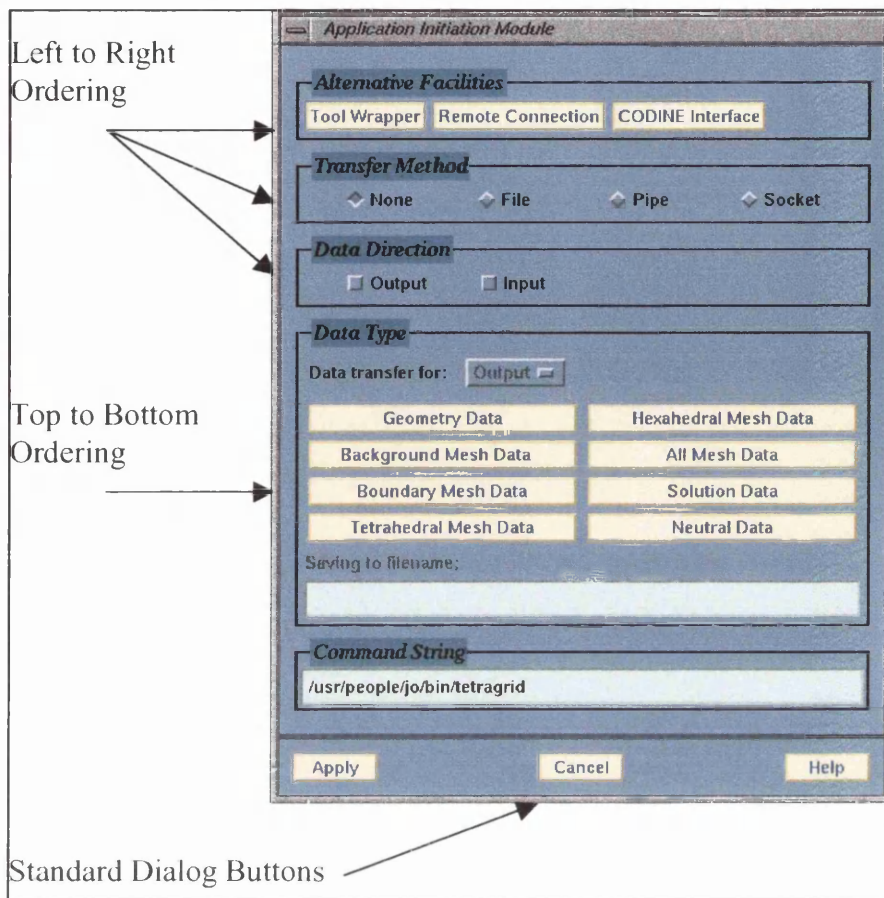 Application Initiation Module
Left to Right
Ordering
Alternative Facilities
Tool Wrapper Remote Connection CODINE Interface
Transfer Method
None File Pipe Socket
Data Direction
Output Input
Data Type
Data transfer for: Output
Top to Bottom
Ordering
Geometry Data Hexahedral Mesh Data
Background Mesh Data All Mesh Data
Boundary Mesh Data Solution Data
Tetrahedral Mesh Data Neutral Data
Saving to filename:
Command String
/usr/people/jo/bin/tetragrid
Apply Cancel Help
Standard Dialog Buttons